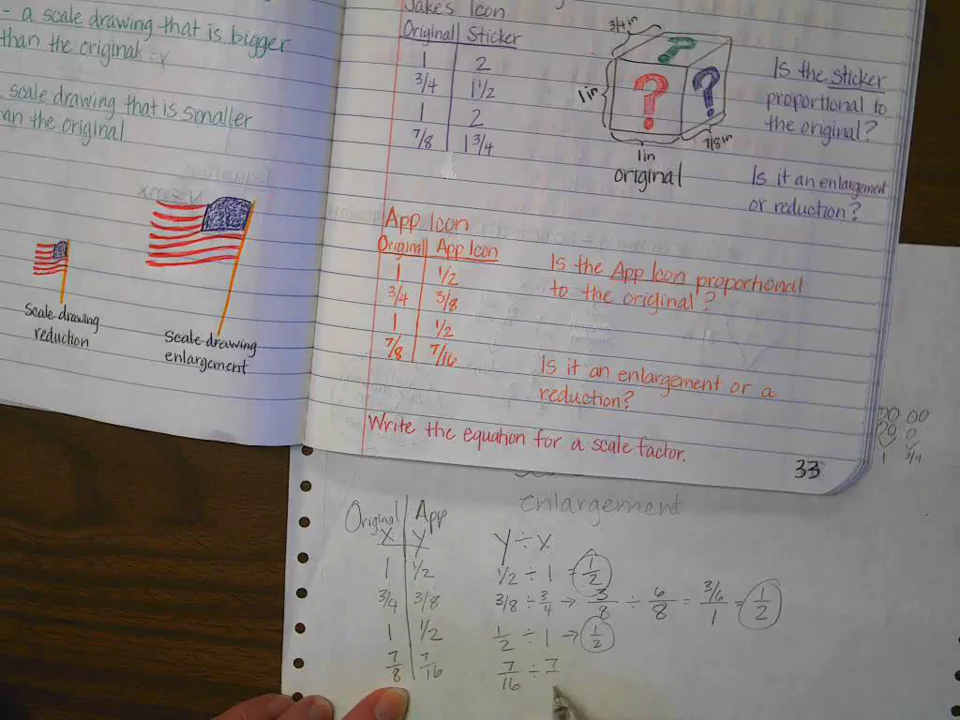 - a scale drawing that is bigger
than the original
scale drawing that is smaller
an the original
Scale drawing
reduction
Scale drawing
enlargement
Jakes Icon
Original Sticker
1 2
3/4 1 1/2
1 2
7/8 1 3/4
3/4 in
1 in
7/8 in
1 in
original
? ? ?
Is the sticker
proportional to
the original?
Is it an enlargement
or reduction?
App Icon
Original App Icon
1 1/2
3/4 3/8
1 1/2
7/8 7/16
Is the App Icon proportional
to the original?
Is it an enlargement or a
reduction?
Write the equation for a scale factor.
33
enlargement
Original App
X Y
1 1/2
3/4 3/8
1 1/2
7/8 7/16
Y ÷ X
1/2 ÷ 1 = 1/2
3/8 ÷ 3/4 → 3/8 ÷ 6/8 = 3/6/1 = 1/2
1/2 ÷ 1 → 1/2
7/16 ÷ 7